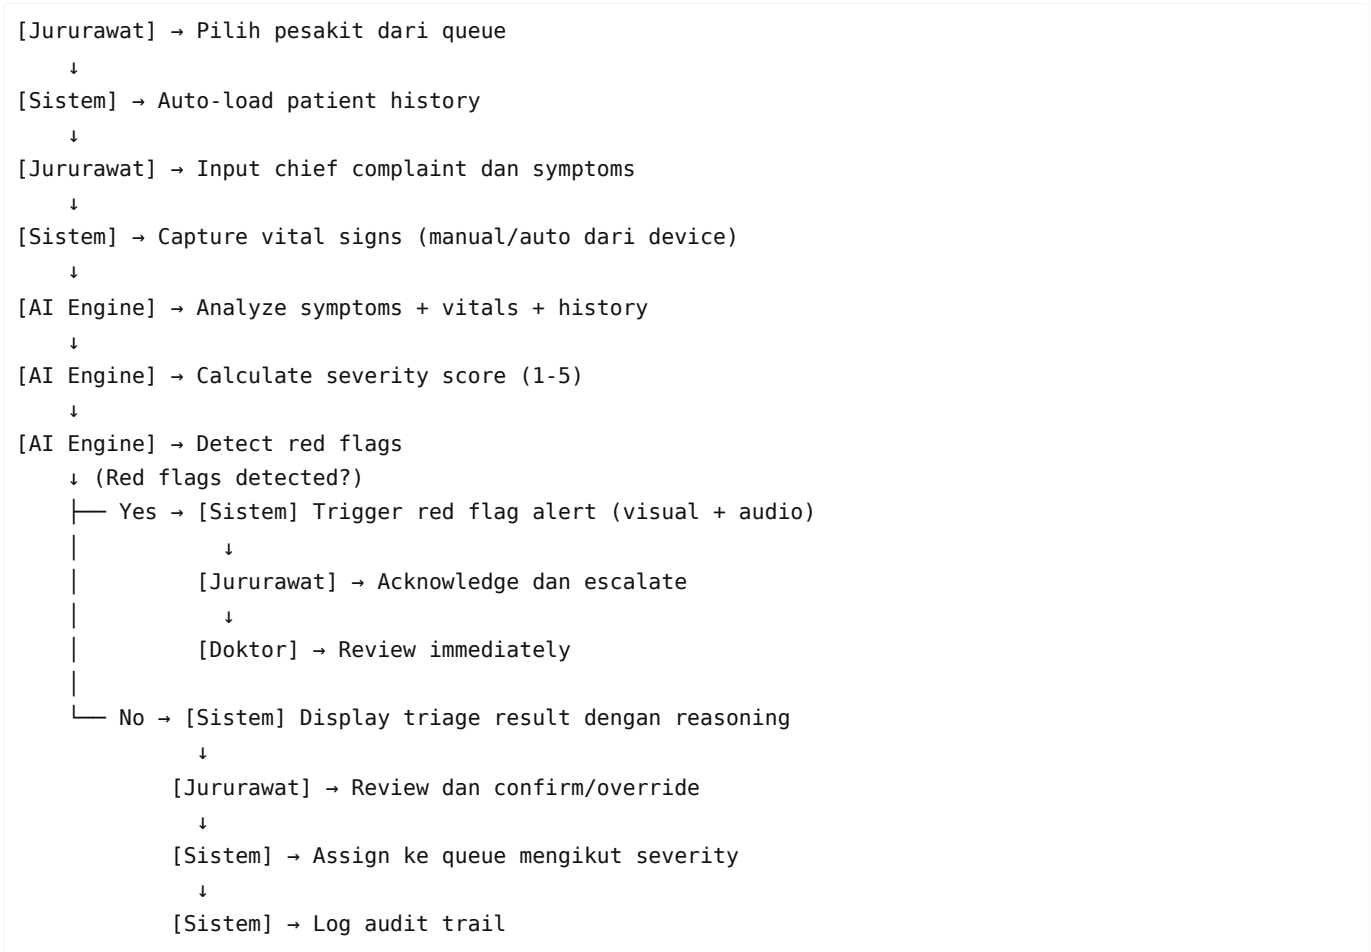 [Jururawat] → Pilih pesakit dari queue
    ↓
[Sistem] → Auto-load patient history
    ↓
[Jururawat] → Input chief complaint dan symptoms
    ↓
[Sistem] → Capture vital signs (manual/auto dari device)
    ↓
[AI Engine] → Analyze symptoms + vitals + history
    ↓
[AI Engine] → Calculate severity score (1-5)
    ↓
[AI Engine] → Detect red flags
    ↓ (Red flags detected?)
    ├── Yes → [Sistem] Trigger red flag alert (visual + audio)
    │           ↓
    │         [Jururawat] → Acknowledge dan escalate
    │           ↓
    │         [Doktor] → Review immediately
    │
    └── No → [Sistem] Display triage result dengan reasoning
              ↓
            [Jururawat] → Review dan confirm/override
              ↓
            [Sistem] → Assign ke queue mengikut severity
              ↓
            [Sistem] → Log audit trail